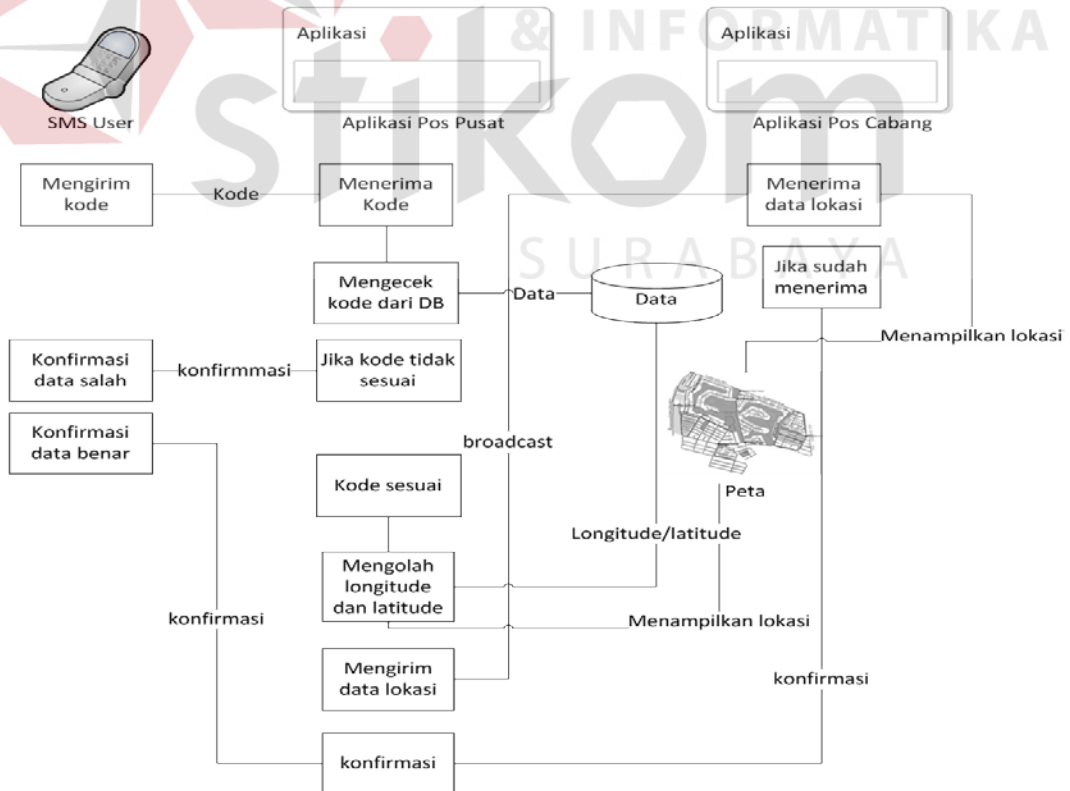 & INFORMATIKA
stikom
SURABAYA
Aplikasi
Aplikasi
SMS User
Aplikasi Pos Pusat
Aplikasi Pos Cabang
Mengirim
kode
Kode
Menerima
Kode
Menerima
data lokasi
Mengecek
kode dari DB
Data
Data
Jika sudah
menerima
Menampilkan lokasi
Konfirmasi
data salah
konfirmmasi
Jika kode tidak
sesuai
Konfirmasi
data benar
broadcast
Kode sesuai
Peta
Longitude/latitude
Mengolah
longitude
dan latitude
konfirmasi
Menampilkan lokasi
Mengirim
data lokasi
konfirmasi
konfirmasi